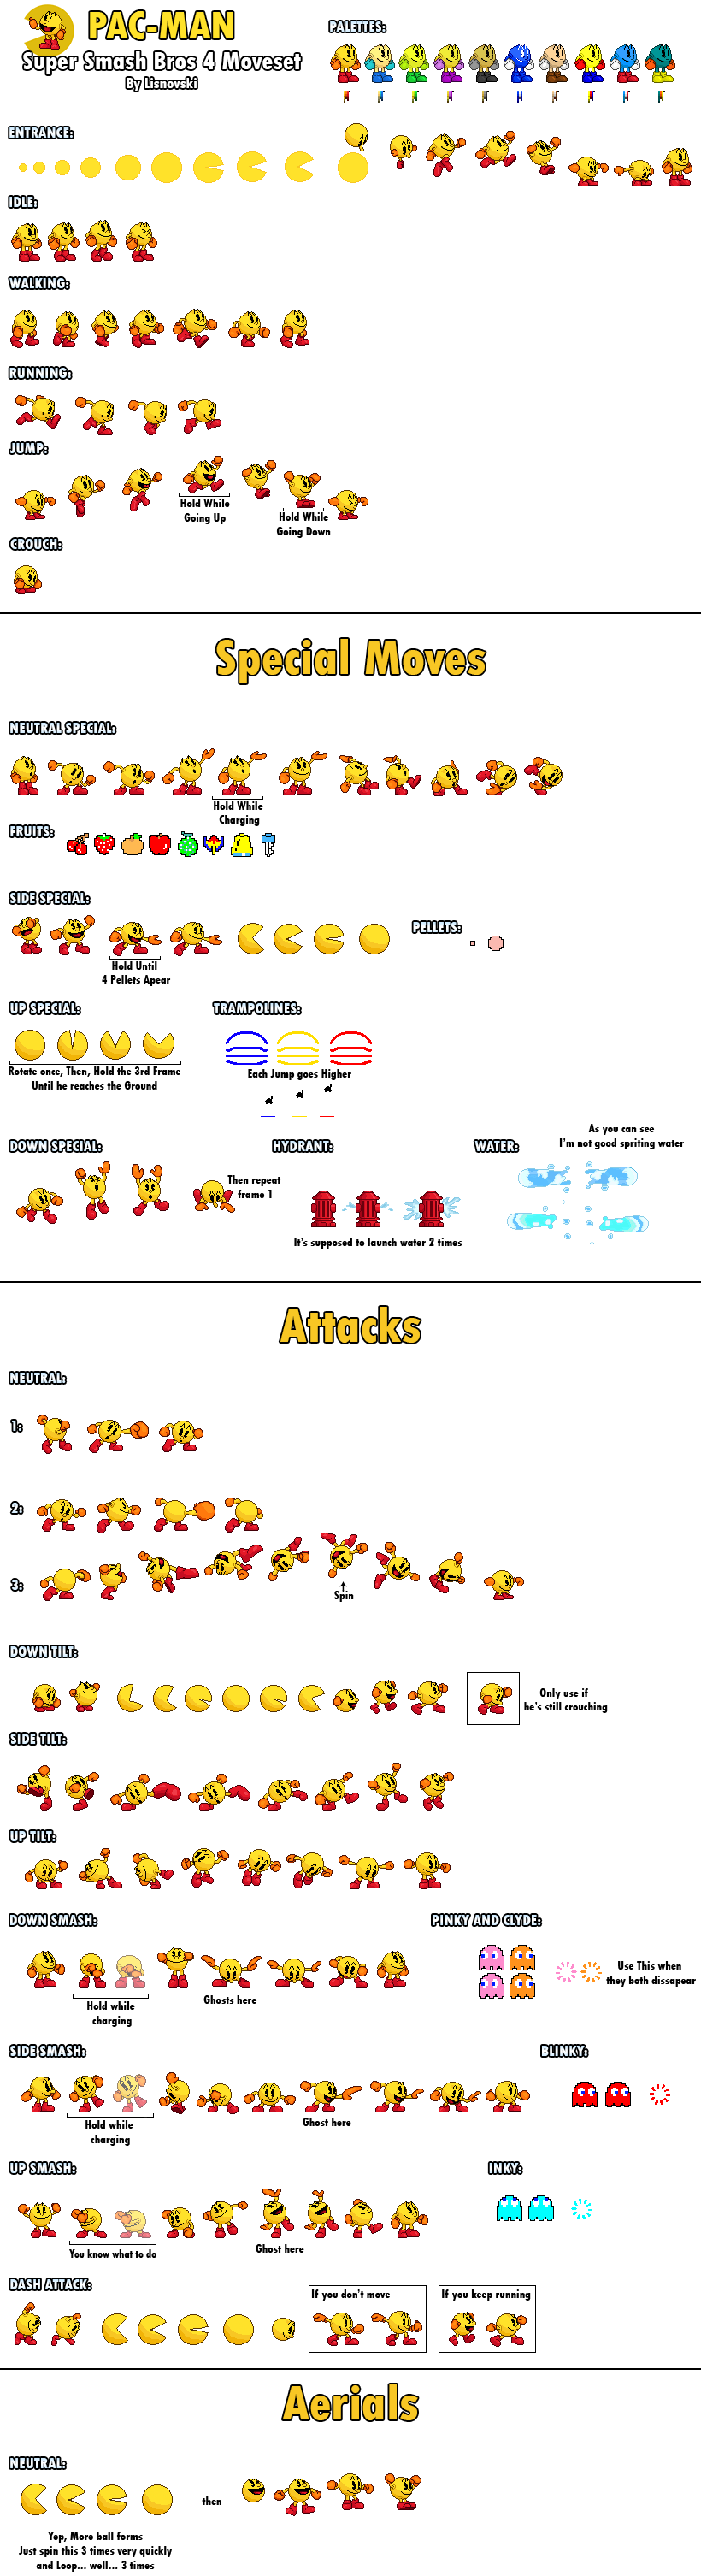 PAC-MAN
Super Smash Bros 4 Moveset
By Lisnovski
PALETTES:
ENTRANCE:
IDLE:
WALKING:
RUNNING:
JUMP:
Hold While
Going Up
Hold While
Going Down
CROUCH:
Special Moves
NEUTRAL SPECIAL:
Hold While
Charging
FRUITS:
SIDE SPECIAL:
Hold Until
4 Pellets Apear
PELLETS:
UP SPECIAL:
Rotate once, Then, Hold the 3rd Frame
Until he reaches the Ground
TRAMPOLINES:
Each Jump goes Higher
DOWN SPECIAL:
Then repeat
frame 1
HYDRANT:
It's supposed to launch water 2 times
WATER:
As you can see
I'm not good spriting water
Attacks
NEUTRAL:
1:
2:
3:
Spin
DOWN TILT:
Only use if
he's still crouching
SIDE TILT:
UP TILT:
DOWN SMASH:
Hold while
charging
Ghosts here
PINKY AND CLYDE:
Use This when
they both dissapear
SIDE SMASH:
Hold while
charging
Ghost here
BLINKY:
UP SMASH:
You know what to do
Ghost here
INKY:
DASH ATTACK:
If you don't move
If you keep running
Aerials
NEUTRAL:
then
Yep, More ball forms
Just spin this 3 times very quickly
and Loop... well... 3 times